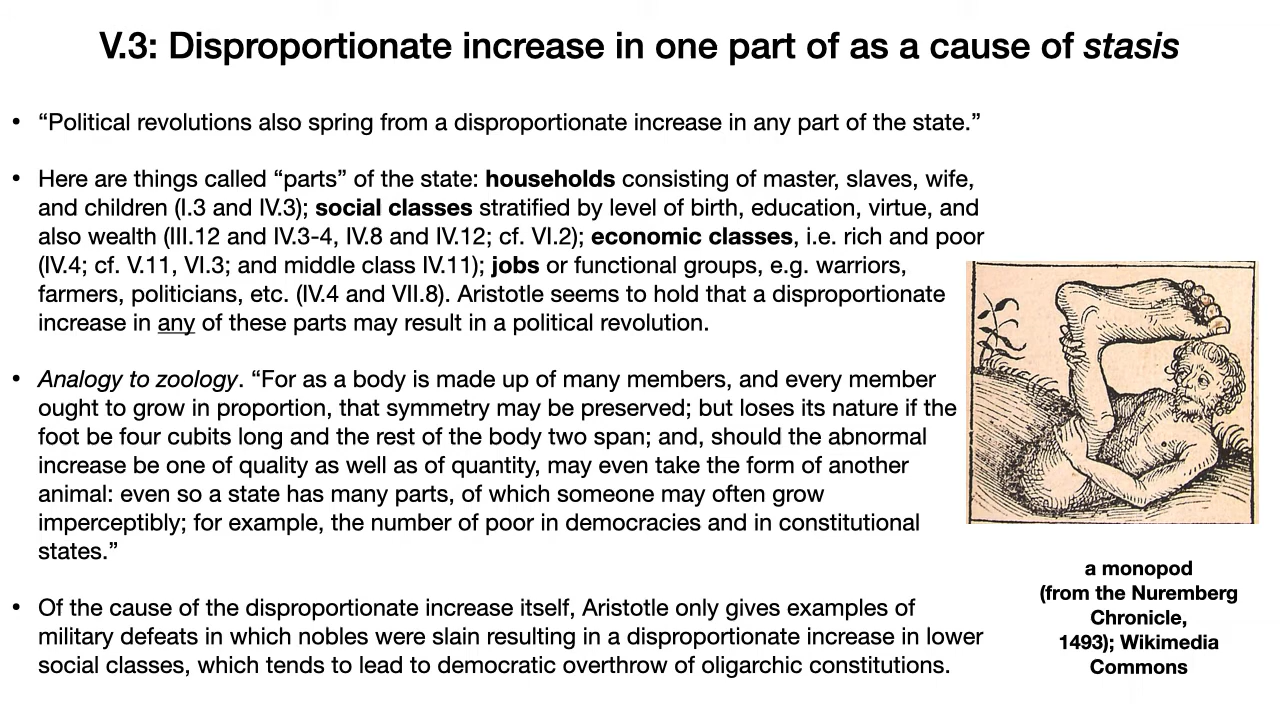 V.3: Disproportionate increase in one part of as a cause of stasis
• “Political revolutions also spring from a disproportionate increase in any part of the state.”
• Here are things called “parts” of the state: households consisting of master, slaves, wife,
and children (I.3 and IV.3); social classes stratified by level of birth, education, virtue, and
also wealth (III.12 and IV.3-4, IV.8 and IV.12; cf. VI.2); economic classes, i.e. rich and poor
(IV.4; cf. V.11, VI.3; and middle class IV.11); jobs or functional groups, e.g. warriors,
farmers, politicians, etc. (IV.4 and VII.8). Aristotle seems to hold that a disproportionate
increase in any of these parts may result in a political revolution.
• Analogy to zoology. “For as a body is made up of many members, and every member
ought to grow in proportion, that symmetry may be preserved; but loses its nature if the
foot be four cubits long and the rest of the body two span; and, should the abnormal
increase be one of quality as well as of quantity, may even take the form of another
animal: even so a state has many parts, of which someone may often grow
imperceptibly; for example, the number of poor in democracies and in constitutional
states.”
• Of the cause of the disproportionate increase itself, Aristotle only gives examples of
military defeats in which nobles were slain resulting in a disproportionate increase in lower
social classes, which tends to lead to democratic overthrow of oligarchic constitutions.
a monopod
(from the Nuremberg
Chronicle,
1493); Wikimedia
Commons